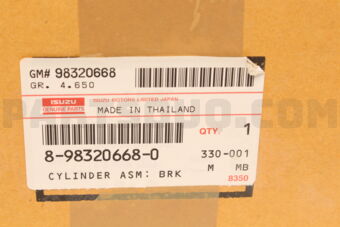 GM# 98320668
GR. 4.650
ISUZU
GENUINE PARTS
ISUZU MOTORS LIMITED JAPAN
MADE IN THAILAND
QTY. 1
8-98320668-0
330-001
M MB
CYLINDER ASM: BRK
8350